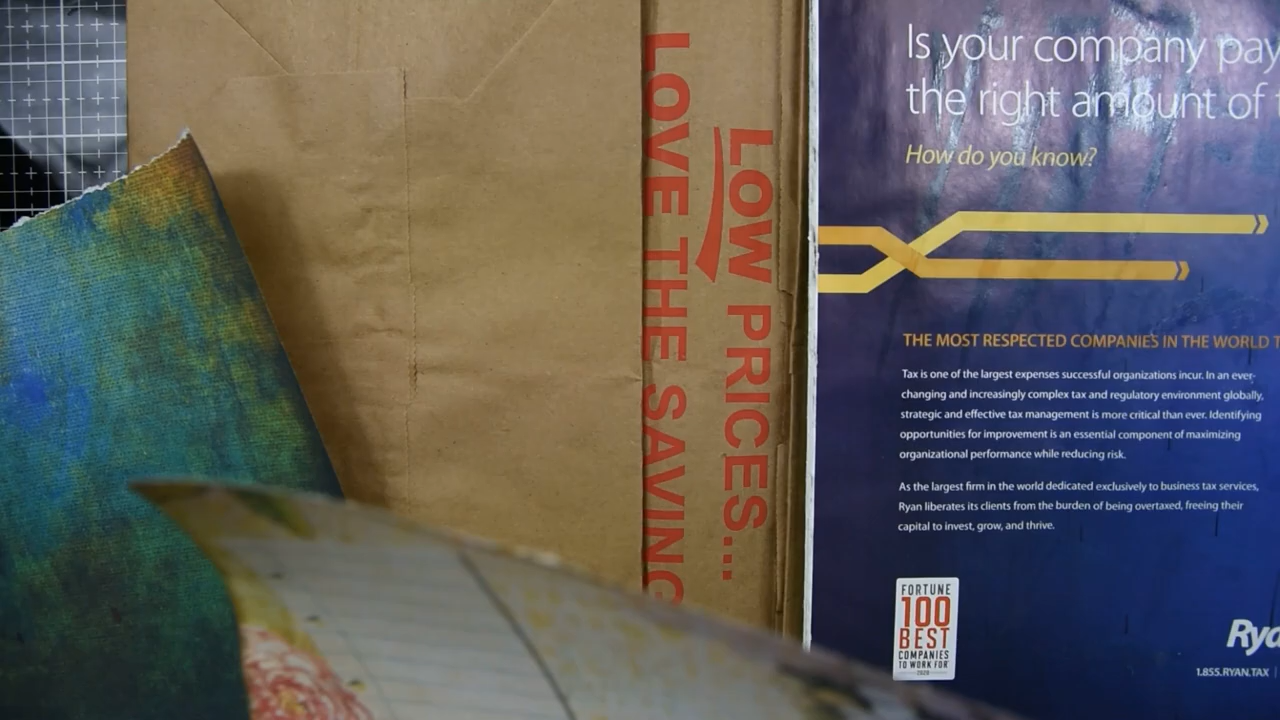 LOW PRICES...
LOVE THE SAVING
Is your company pay
the right amount of
How do you know?
THE MOST RESPECTED COMPANIES IN THE WORLD
Tax is one of the largest expenses successful organizations incur. In an ever-
changing and increasingly complex tax and regulatory environment globally,
strategic and effective tax management is more critical than ever. Identifying
opportunities for improvement is an essential component of maximizing
organizational performance while reducing risk.
As the largest firm in the world dedicated exclusively to business tax services,
Ryan liberates its clients from the burden of being overtaxed, freeing their
capital to invest, grow, and thrive.
FORTUNE
100
BEST
COMPANIES
TO WORK FOR
2020
Rya
1.855.RYAN.TAX